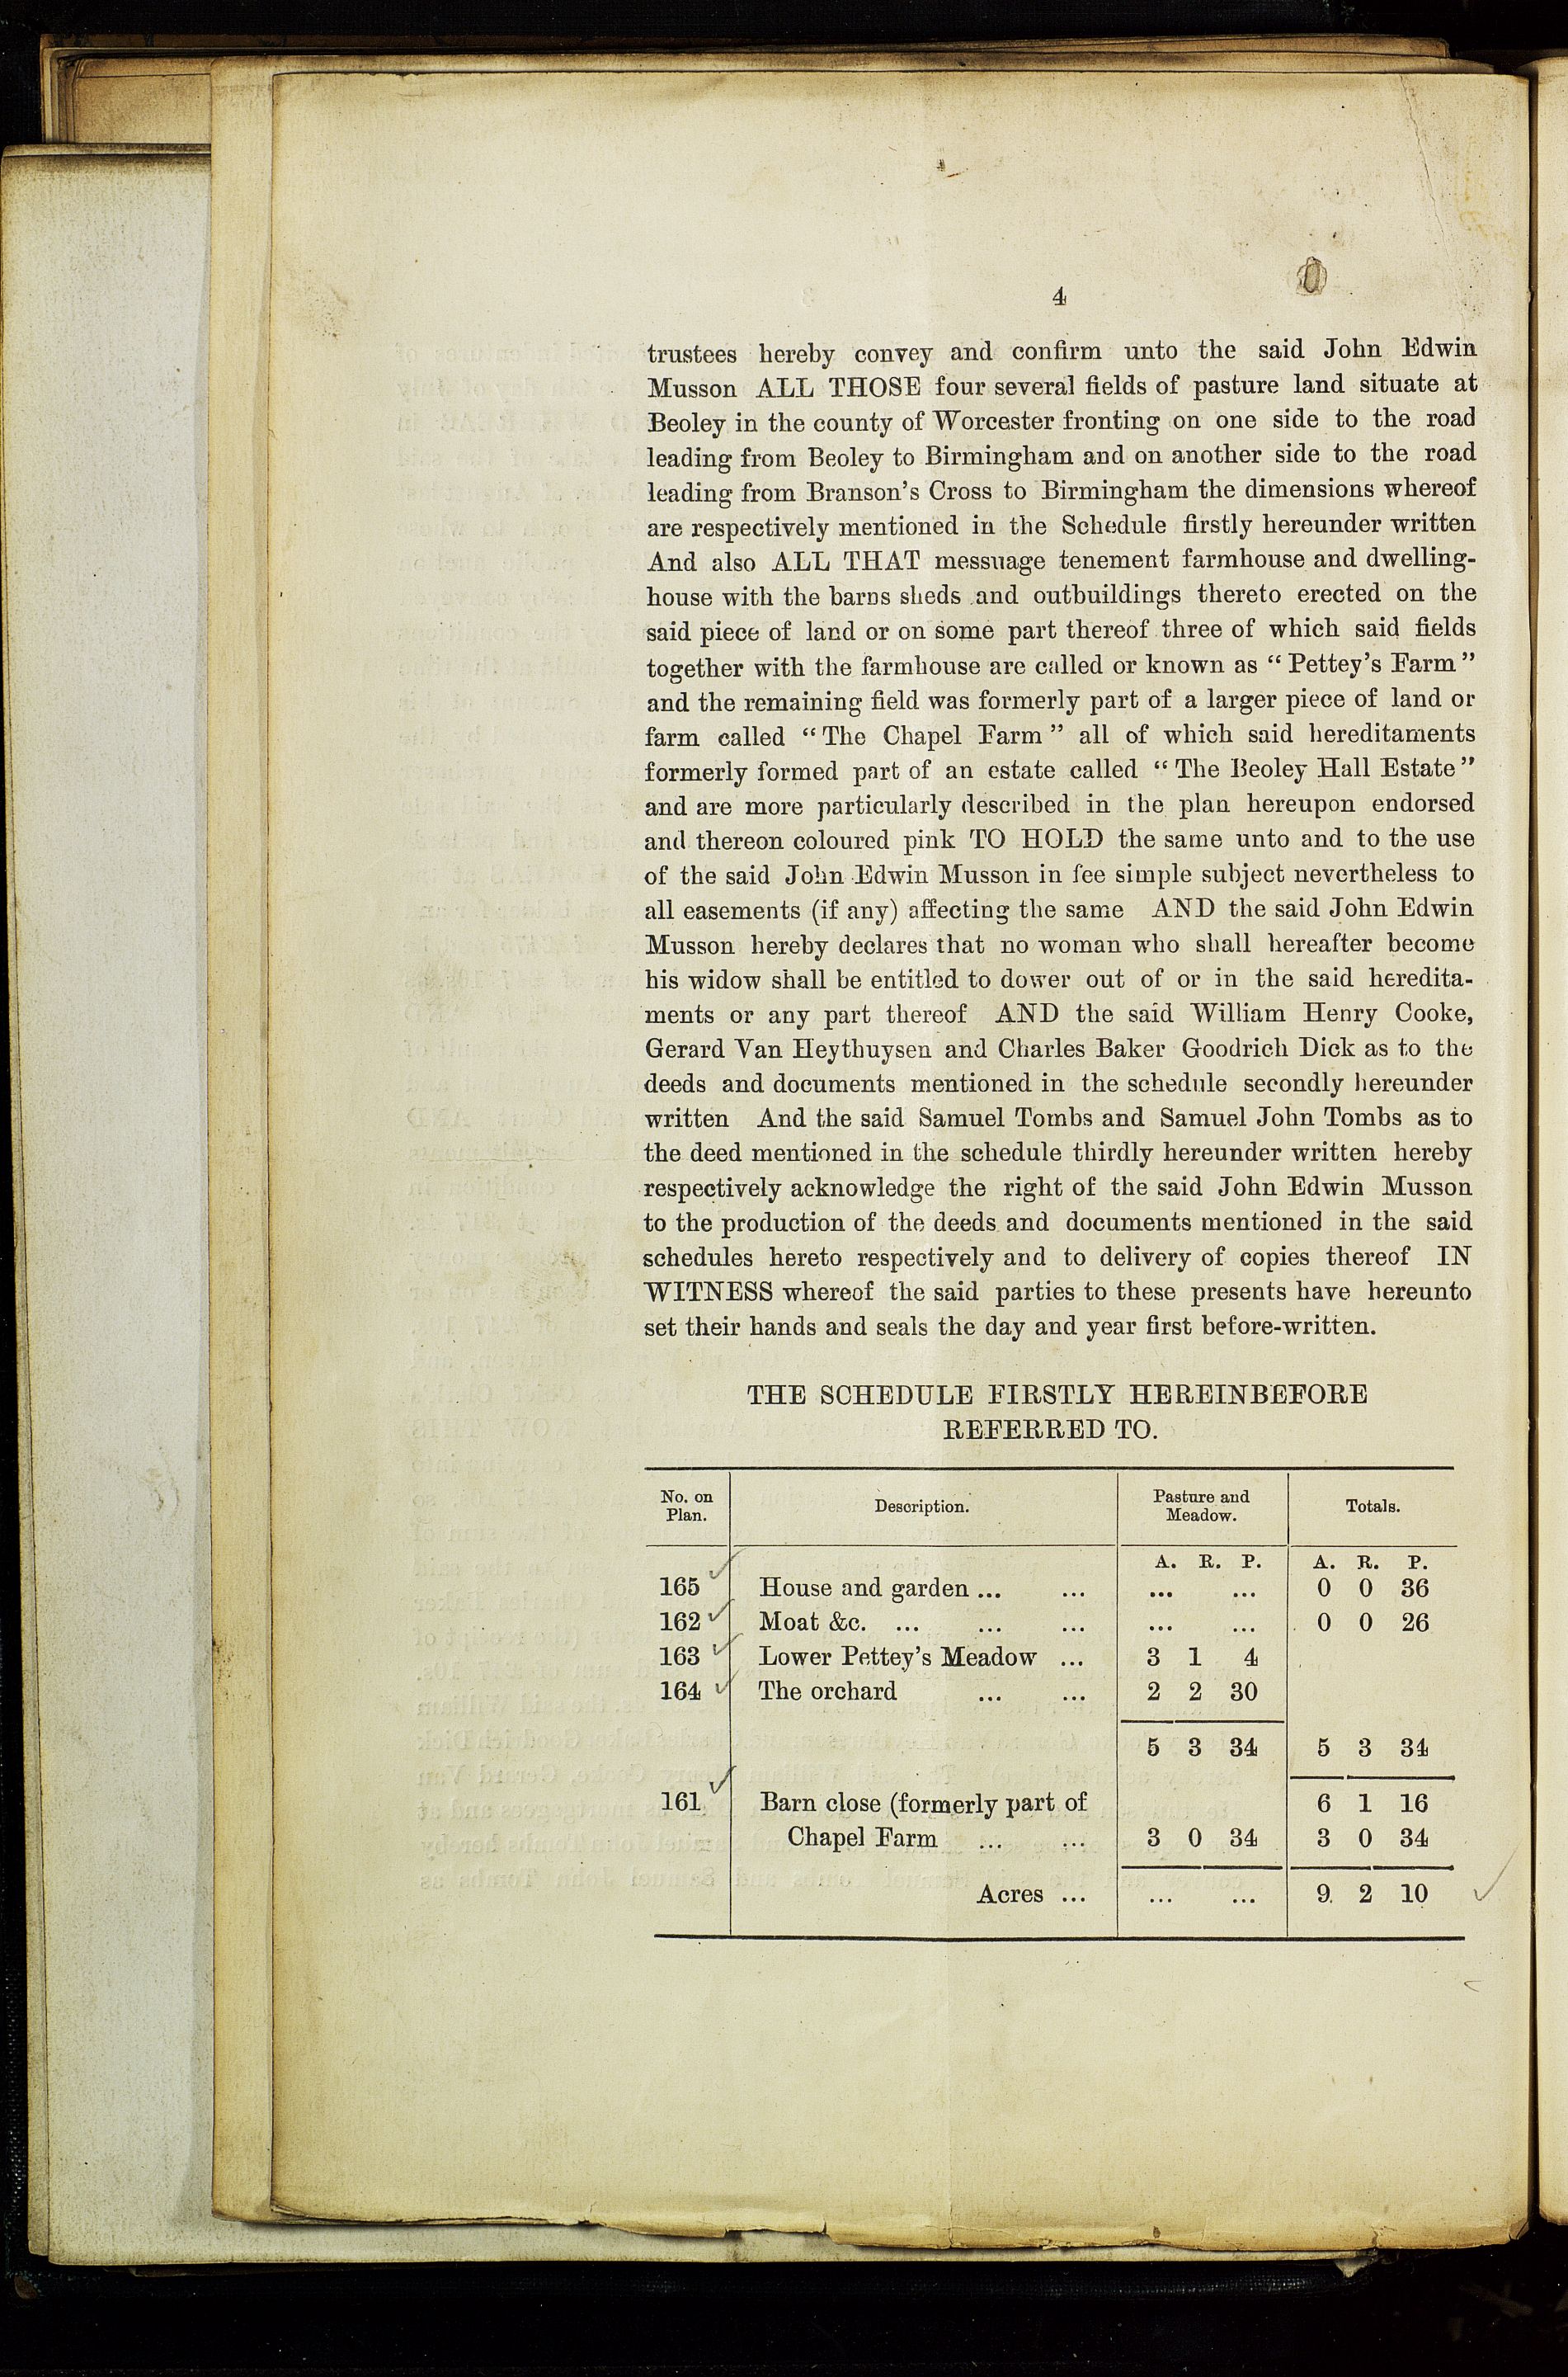 4
trustees hereby convey and confirm unto the said John Edwin
Musson ALL THOSE four several fields of pasture land situate at
Beoley in the county of Worcester fronting on one side to the road
leading from Beoley to Birmingham and on another side to the road
leading from Branson's Cross to Birmingham the dimensions whereof
are respectively mentioned in the Schedule firstly hereunder written
And also ALL THAT messuage tenement farmhouse and dwelling-
house with the barns sheds and outbuildings thereto erected on the
said piece of land or on some part thereof three of which said fields
together with the farmhouse are called or known as “Pettey's Farm”
and the remaining field was formerly part of a larger piece of land or
farm called “The Chapel Farm” all of which said hereditaments
formerly formed part of an estate called “The Beoley Hall Estate”
and are more particularly described in the plan hereupon endorsed
and thereon coloured pink TO HOLD the same unto and to the use
of the said John Edwin Musson in fee simple subject nevertheless to
all easements (if any) affecting the same AND the said John Edwin
Musson hereby declares that no woman who shall hereafter become
his widow shall be entitled to dower out of or in the said heredita-
ments or any part thereof AND the said William Henry Cooke,
Gerard Van Heythuysen and Charles Baker Goodrich Dick as to the
deeds and documents mentioned in the schedule secondly hereunder
written And the said Samuel Tombs and Samuel John Tombs as to
the deed mentioned in the schedule thirdly hereunder written hereby
respectively acknowledge the right of the said John Edwin Musson
to the production of the deeds and documents mentioned in the said
schedules hereto respectively and to delivery of copies thereof IN
WITNESS whereof the said parties to these presents have hereunto
set their hands and seals the day and year first before-written.
THE SCHEDULE FIRSTLY HEREINBEFORE
REFERRED TO.
No. on Plan. Description. Pasture and Meadow. Totals.
A. R. P. A. R. P.
165 House and garden ... ... ... ... 0 0 36
162 Moat &c. ... ... ... ... ... 0 0 26
163 Lower Pettey's Meadow ... 3 1 4
164 The orchard ... ... 2 2 30
5 3 34 5 3 34
161 Barn close (formerly part of 6 1 16
Chapel Farm ... ... 3 0 34 3 0 34
Acres ... ... ... 9 2 10